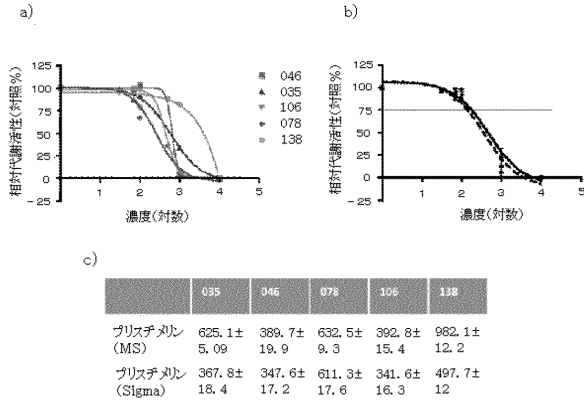 a)
相対代謝活性(対照%)
125
100
75
50
25
0
-25
1 2 3 4 5
濃度(対数)
046
035
106
078
138
b)
相対代謝活性(対照%)
125
100
75
50
25
0
-25
1 2 3 4 5
濃度(対数)
c)
035 046 078 106 138
プリスチメリン 625.1± 389.7± 632.5± 392.8± 982.1±
(MS) 5.09 19.9 9.3 15.4 12.2
プリスチメリン 367.8± 347.6± 611.3± 341.6± 497.7±
(Sigma) 18.4 17.2 17.6 16.3 12